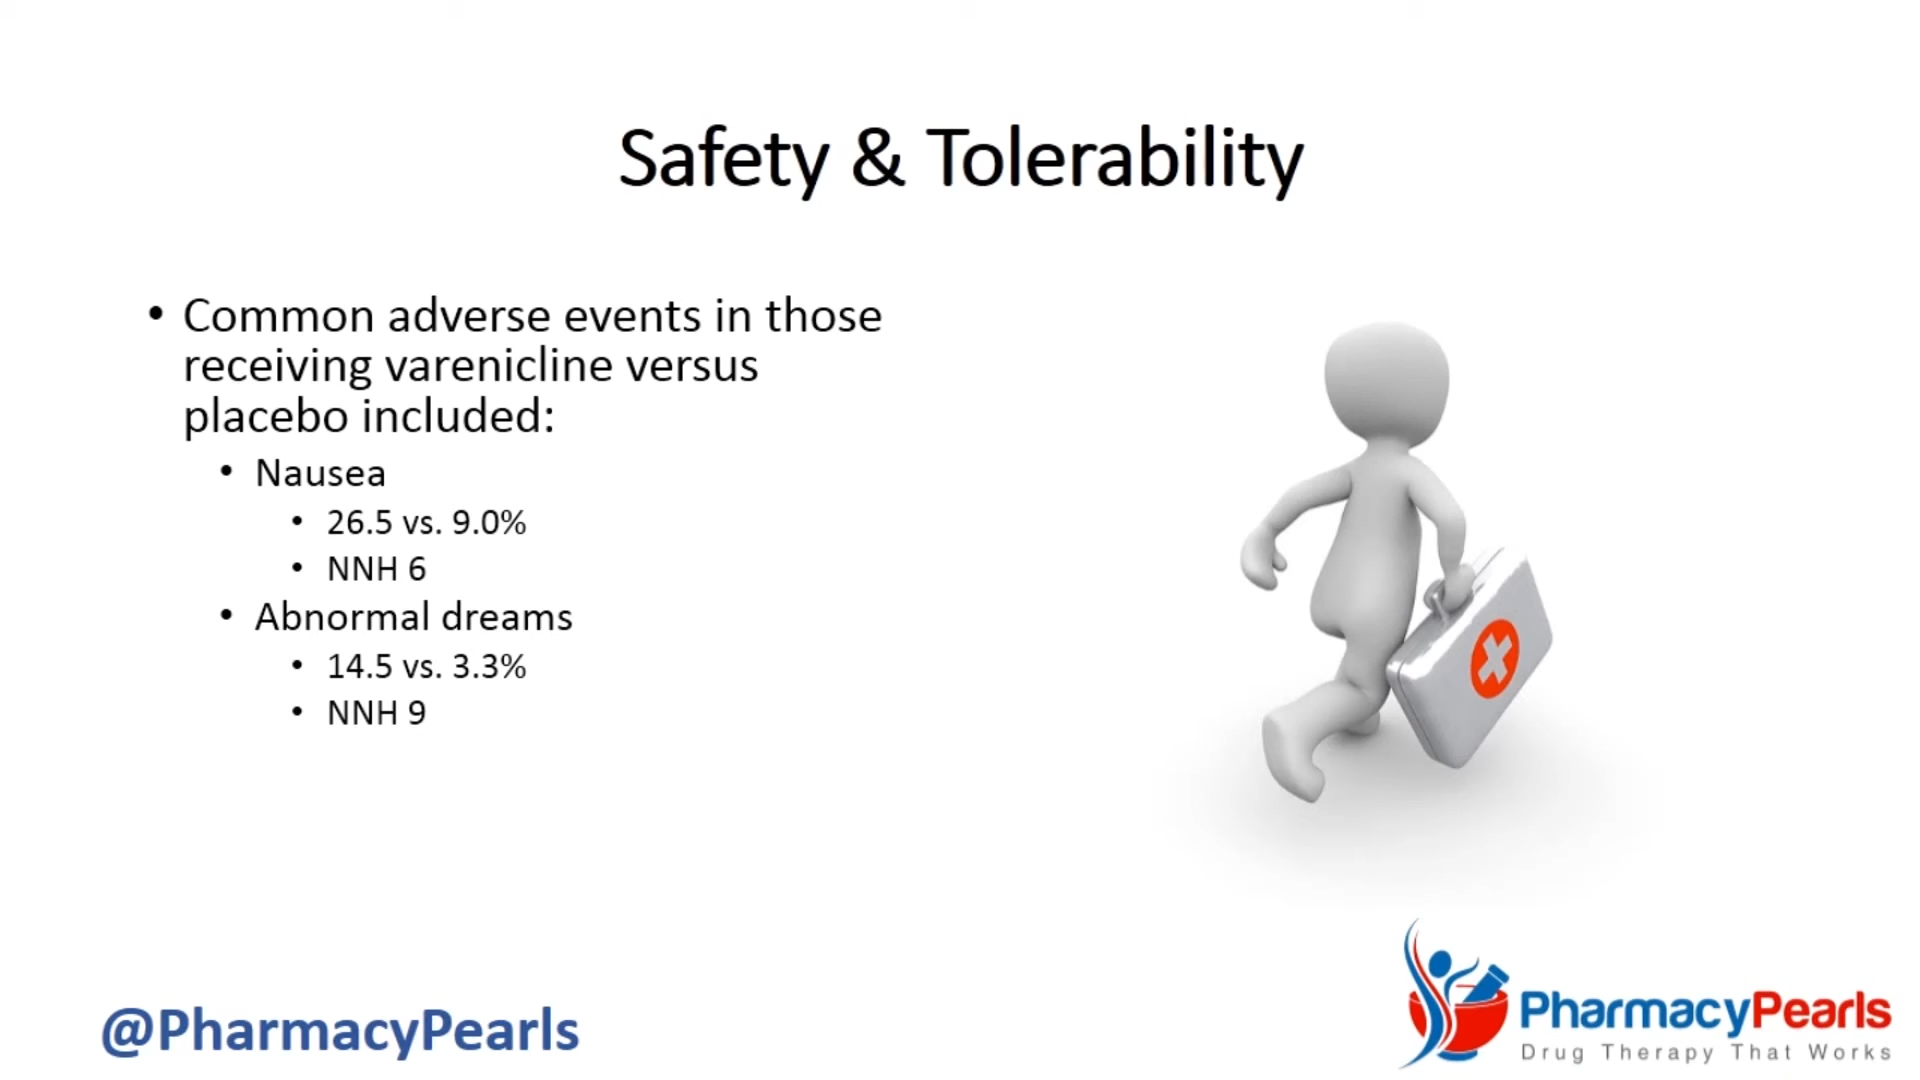 Safety & Tolerability
• Common adverse events in those
receiving varenicline versus
placebo included:
• Nausea
• 26.5 vs. 9.0%
• NNH 6
• Abnormal dreams
• 14.5 vs. 3.3%
• NNH 9
@PharmacyPearls
PharmacyPearls
Drug Therapy That Works